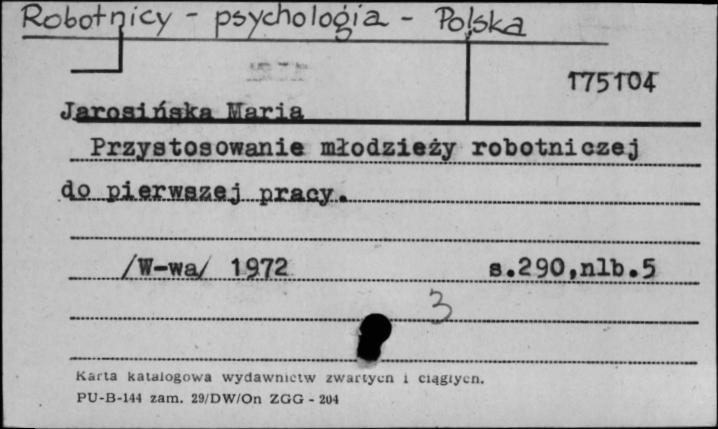 Robotnicy - psychologia - Polska
175104
Jarosińska Maria
Przystosowanie młodzieży robotniczej
do pierwszej pracy.
/W-wa/ 1972 s.290,nlb.5
3
Karta katalogowa wydawnictw zwartych i ciągłych.
PU-B-144 zam. 29/DW/On ZGG - 204